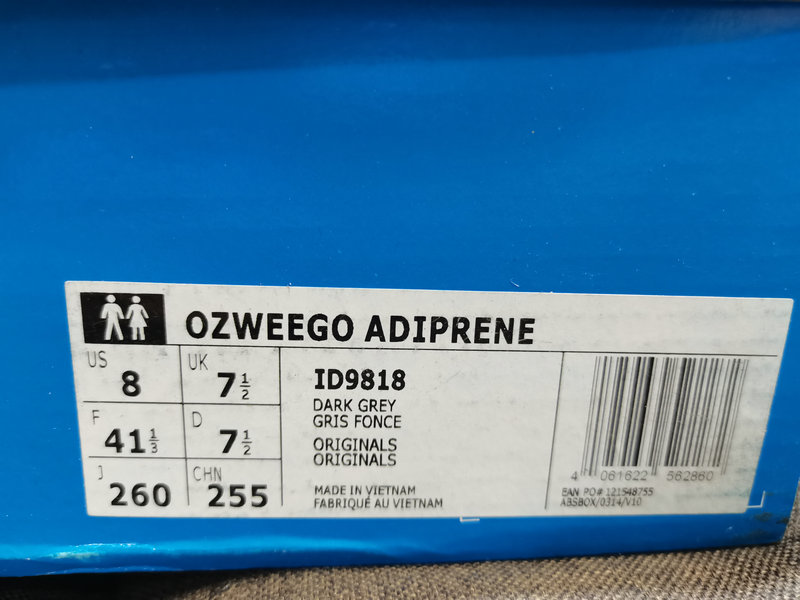 OZWEEGO ADIPRENE
US 8 UK 7 1/2
F 41 1/3 D 7 1/2
J 260 CHN 255
ID9818
DARK GREY
GRIS FONCE
ORIGINALS
ORIGINALS
MADE IN VIETNAM
FABRIQUÉ AU VIETNAM
4 061622 562860
EAN PO# 121548755
ABSBOX/0314/V10